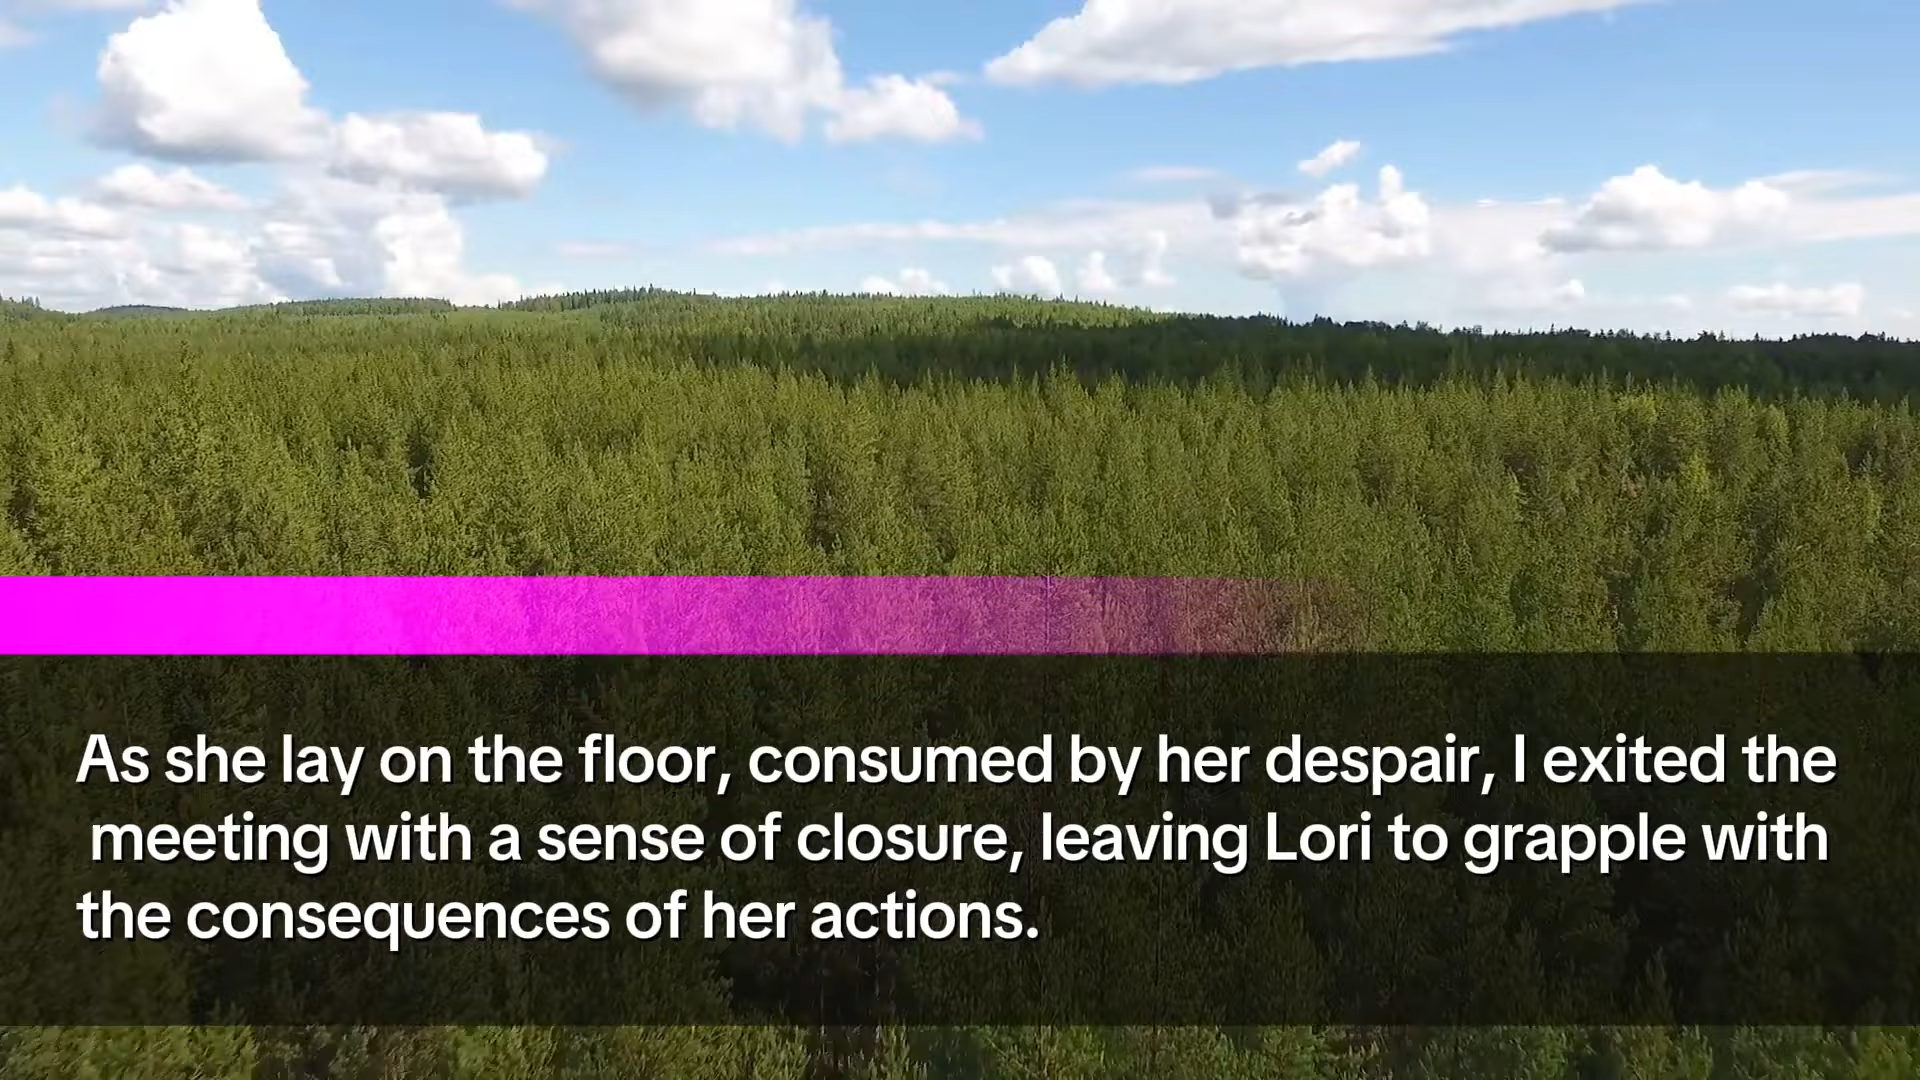 As she lay on the floor, consumed by her despair, I exited the
meeting with a sense of closure, leaving Lori to grapple with
the consequences of her actions.